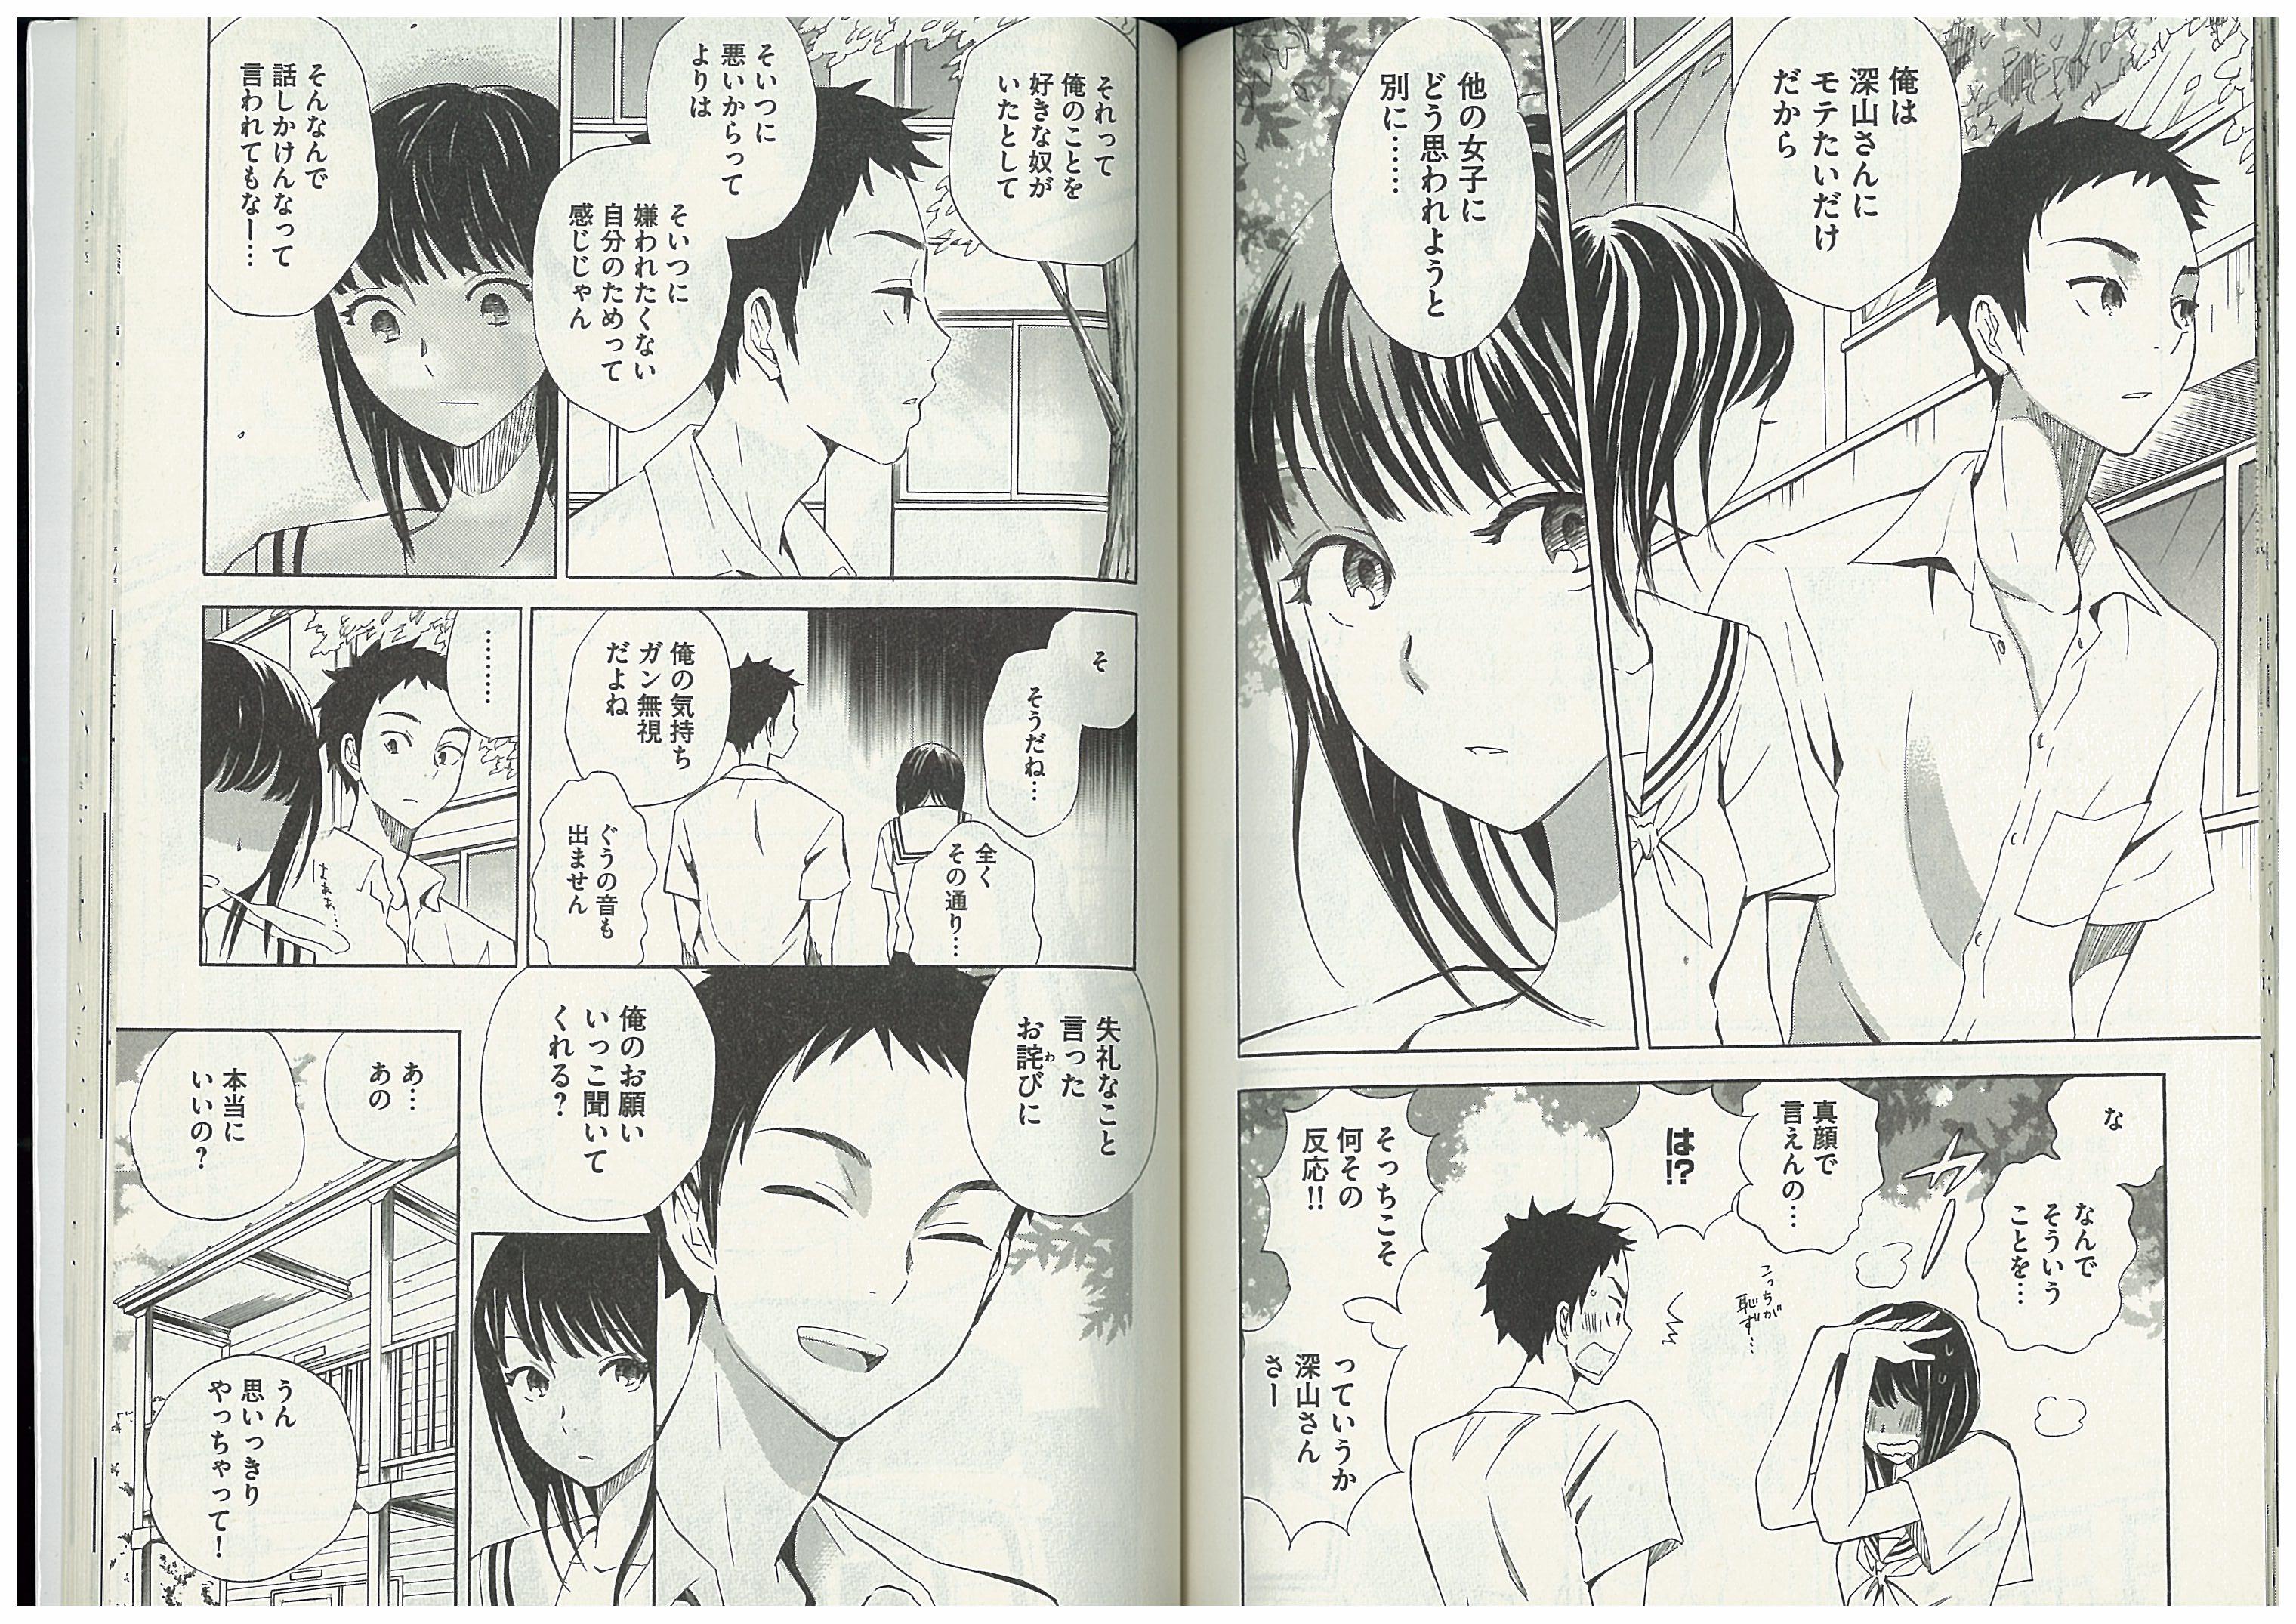 俺は
深山さんに
モテたいだけ
だから
他の女子に
どう思われようと
別に……
な
なんで
そういう
ことを…
カーッ
真顔で
言えんの…
こっちが
恥ず…
は!?
そっちこそ
何その
反応!!
っていうか
深山さん
さー
それって
俺のことを
好きな奴が
いたとして
そいつに
悪いからって
よりは
そいつに
嫌われたくない
自分のためって
感じじゃん
そんなんで
話しかけんなって
言われてもなー…
そ
そうだね…
全く
その通り…
俺の気持ち
ガン無視
だよね
ぐうの音も
出ません
………
はぁぁ…
失礼なこと
言った
お詫びに
わ
俺のお願い
いっこ聞いて
くれる?
あ…
あの
本当に
いいの?
うん
思いっきり
やっちゃって!